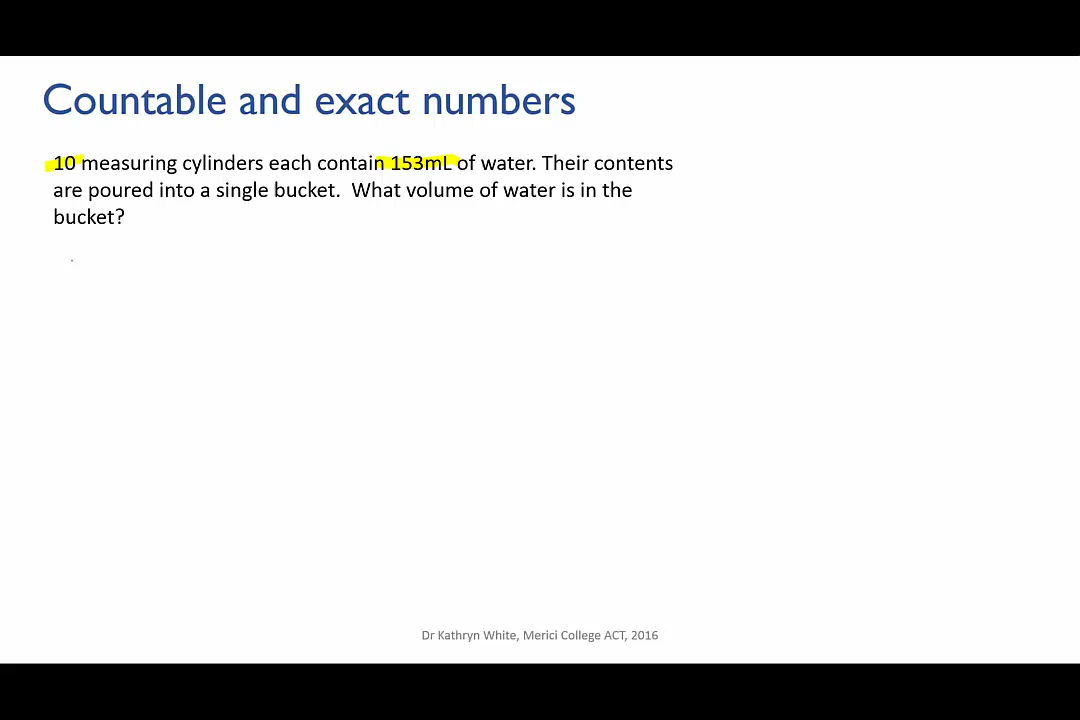 Countable and exact numbers
10 measuring cylinders each contain 153mL of water. Their contents
are poured into a single bucket.  What volume of water is in the
bucket?
Dr Kathryn White, Merici College ACT, 2016